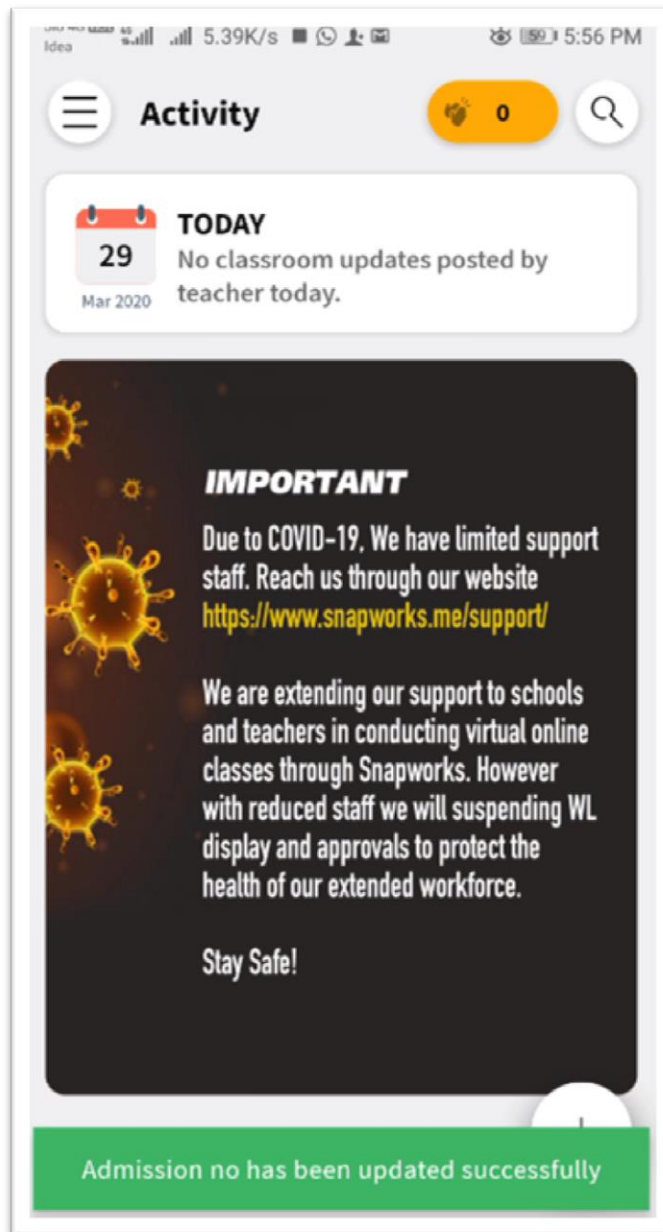 Idea 5.39K/s 59 5:56 PM
Activity 0
29
Mar 2020
TODAY
No classroom updates posted by
teacher today.
IMPORTANT
Due to COVID-19, We have limited support
staff. Reach us through our website
https://www.snapworks.me/support/
We are extending our support to schools
and teachers in conducting virtual online
classes through Snapworks. However
with reduced staff we will suspending WL
display and approvals to protect the
health of our extended workforce.
Stay Safe!
Admission no has been updated successfully